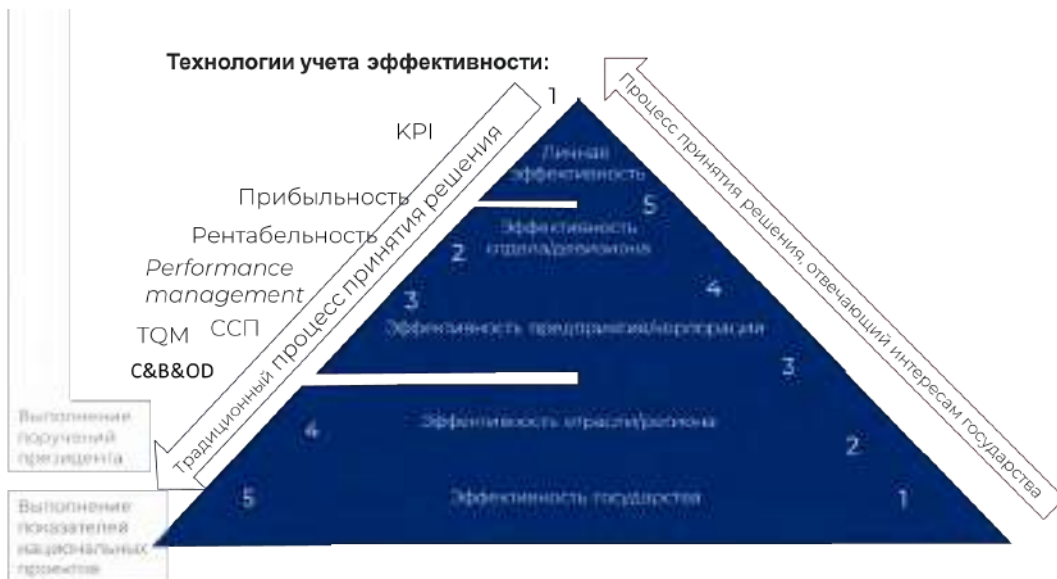 Технологии учета эффективности:
1
KPI
Прибыльность
Рентабельность
Performance
management
TQM
ССП
C&B&OD
Традиционный процесс принятия решения
Процесс принятия решения, отвечающий интересам государства
Личная
эффективность
5
Эффективность
отдела/дивизиона
2
4
3
Эффективность предприятия/корпорации
3
4
Эффективность отрасли/региона
2
5
Эффективность государства
1
Выполнение
поручений
президента
Выполнение
показателей
национальных
проектов